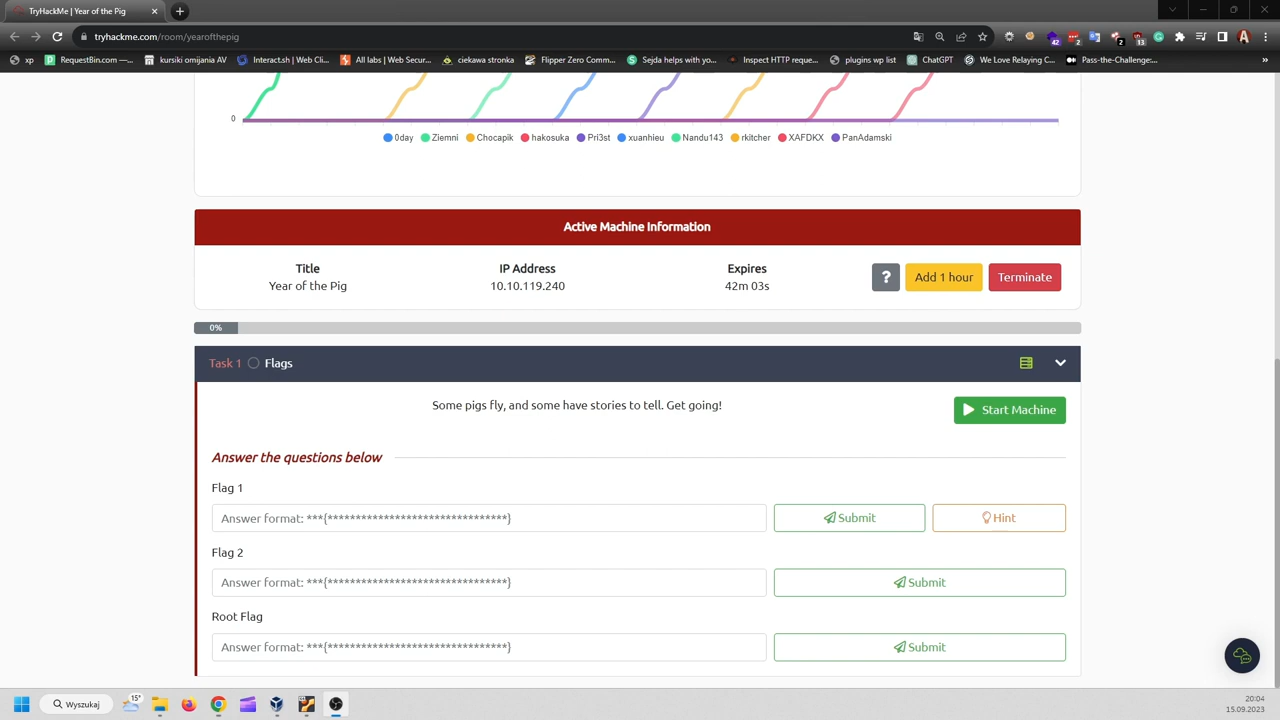 TryHackMe | Year of the Pig
tryhackme.com/room/yearofthepig
xp RequestBin.com —... kursiki omijania AV Interact.sh | Web Cli... All labs | Web Secur... ciekawa stronka Flipper Zero Comm... Sejda helps with yo... Inspect HTTP reque... plugins wp list ChatGPT We Love Relaying C... Pass-the-Challenge:... »
0
0day Ziemni Chocapik hakosuka Pri3st xuanhieu Nandu143 rkitcher XAFDKX PanAdamski
Active Machine Information
Title IP Address Expires
Year of the Pig 10.10.119.240 42m 03s ? Add 1 hour Terminate
0%
Task 1 Flags
Some pigs fly, and some have stories to tell. Get going! Start Machine
Answer the questions below
Flag 1
Answer format: ***{********************************} Submit Hint
Flag 2
Answer format: ***{********************************} Submit
Root Flag
Answer format: ***{********************************} Submit
Wyszukaj 15° 20:04
15.09.2023